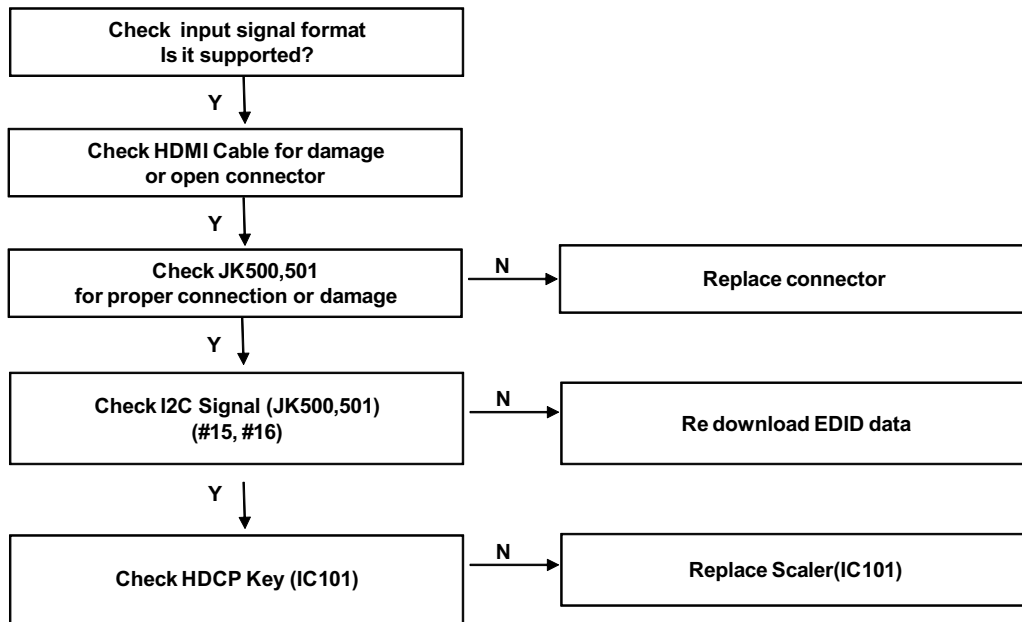 Check input signal format
Is it supported?
Y
Check HDMI Cable for damage
or open connector
Y
Check JK500,501
for proper connection or damage
N
Replace connector
Y
Check I2C Signal (JK500,501)
(#15, #16)
N
Re download EDID data
Y
Check HDCP Key (IC101)
N
Replace Scaler(IC101)